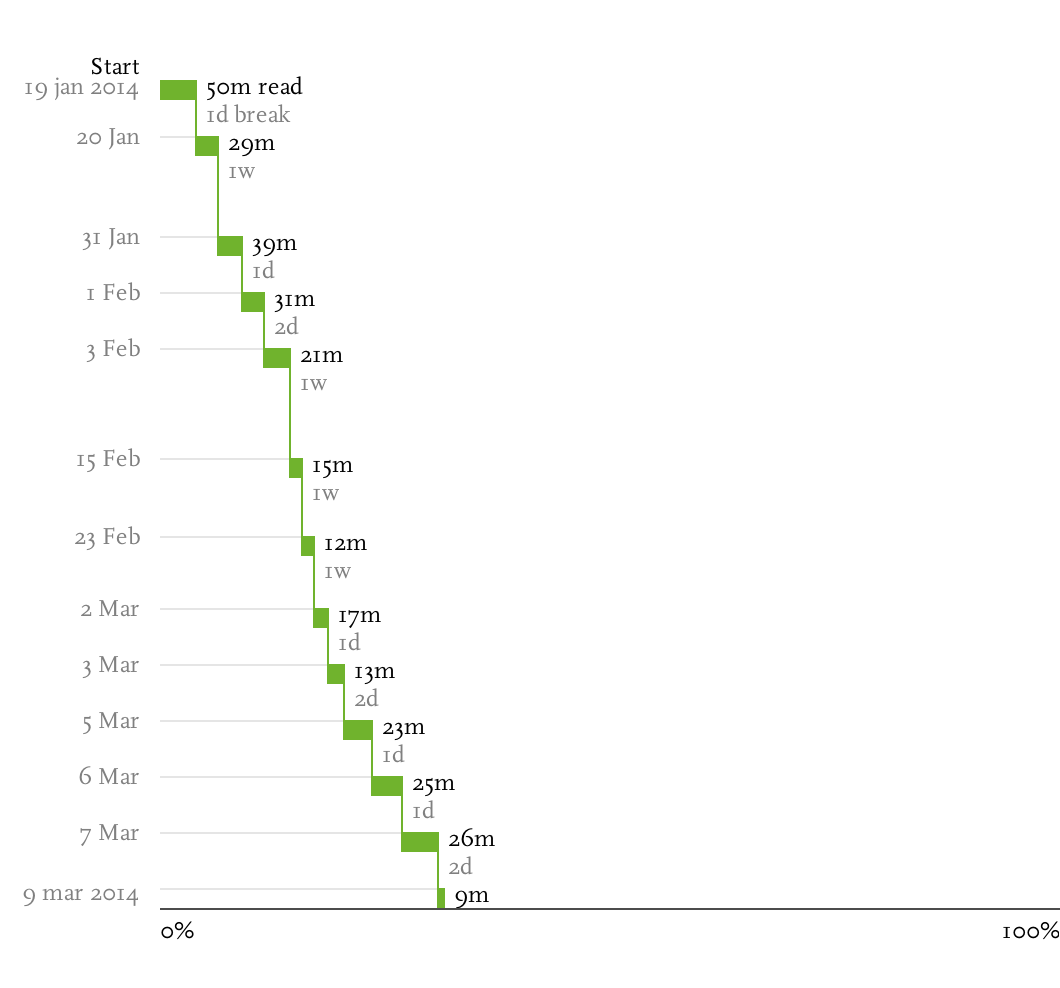 Start
19 jan 2014 50m read
1d break
20 Jan 29m
1w
31 Jan 39m
1d
1 Feb 31m
2d
3 Feb 21m
1w
15 Feb 15m
1w
23 Feb 12m
1w
2 Mar 17m
1d
3 Mar 13m
2d
5 Mar 23m
1d
6 Mar 25m
1d
7 Mar 26m
2d
9 mar 2014 9m
0% 100%